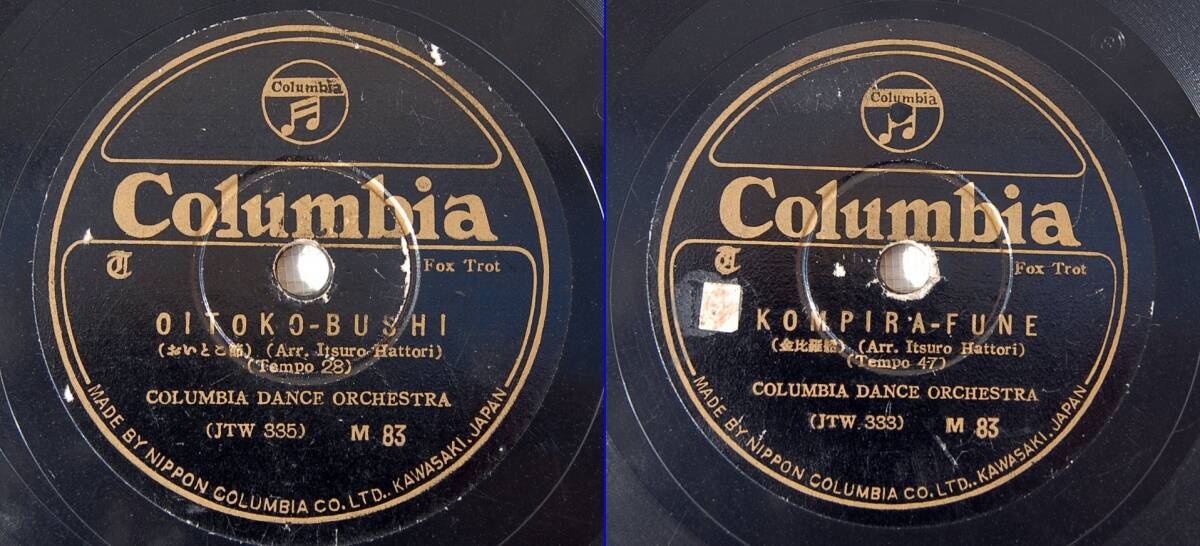 Columbia
Columbia
Fox Trot
OITOKO-BUSHI
(おいとこ節) (Arr. Itsuro Hattori)
(Tempo 28)
COLUMBIA DANCE ORCHESTRA
(JTW 335) M 83
MADE BY NIPPON COLUMBIA CO. LTD., KAWASAKI, JAPAN
Columbia
Columbia
Fox Trot
KOMPIRA-FUNE
(金比羅船) (Arr. Itsuro Hattori)
(Tempo 47)
COLUMBIA DANCE ORCHESTRA
(JTW 333) M 83
MADE BY NIPPON COLUMBIA CO. LTD., KAWASAKI, JAPAN